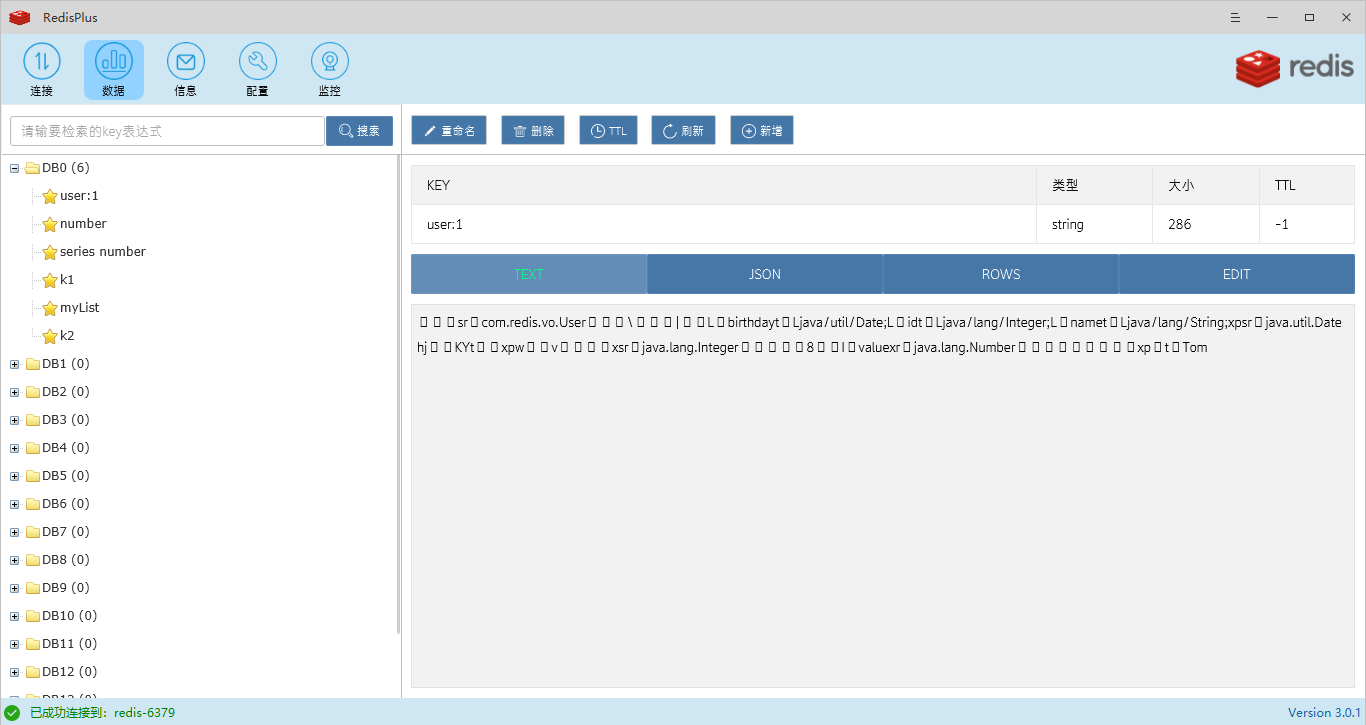 RedisPlus
连接
数据
信息
配置
监控
redis
请输要检索的key表达式
搜索
重命名
删除
TTL
刷新
新增
DB0 (6)
user:1
number
series number
k1
myList
k2
DB1 (0)
DB2 (0)
DB3 (0)
DB4 (0)
DB5 (0)
DB6 (0)
DB7 (0)
DB8 (0)
DB9 (0)
DB10 (0)
DB11 (0)
DB12 (0)
DB13 (0)
KEY 类型 大小 TTL
user:1 string 286 -1
TEXT JSON ROWS EDIT
▯▯▯sr▯com.redis.vo.User▯▯▯\▯▯▯|▯▯L▯birthdayt▯Ljava/util/Date;L▯idt▯Ljava/lang/Integer;L▯namet▯Ljava/lang/String;xpsr▯java.util.Date
hj▯▯KYt▯▯xpw▯▯v▯▯▯▯xsr▯java.lang.Integer▯▯▯▯▯8▯▯I▯valuexr▯java.lang.Number▯▯▯▯▯▯▯▯▯xp▯t▯Tom
已成功连接到：redis-6379
Version 3.0.1